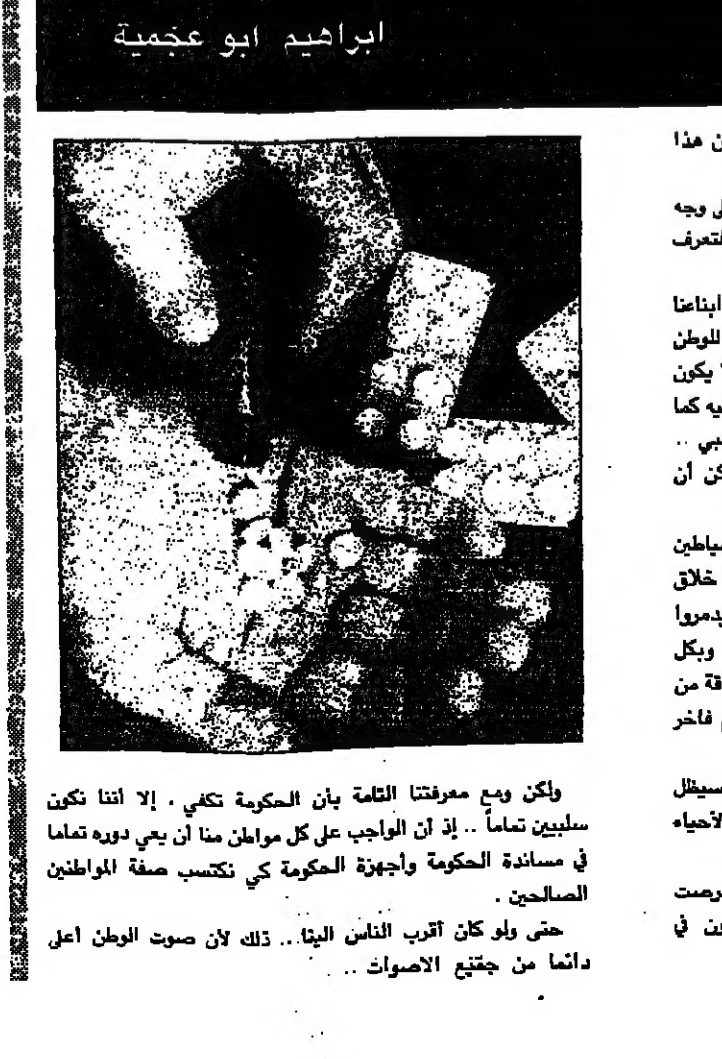 ابراهيم ابو عجمية
ن هذا
ل وجه
لتعرف
ابناءنا
للوطن
يكون
يه كما
بي ..
كن أن
ياطين
خلاق
يدمروا
وبكل
قة من
فاخر
سيظل
لأحياء
رصت
ون في
ولكن ومع معرفتنا التامة بأن الحكومة تكفي ، إلا أننا نكون
سلبيين تماماً .. إذ أن الواجب على كل مواطن منا أن يعي دوره تماما
في مساندة الحكومة وأجهزة الحكومة كي نكتسب صفة المواطنين
الصالحين .
حتى ولو كان أقرب الناس الينا... ذلك لأن صوت الوطن أعلى
دائما من جميع الاصوات ..